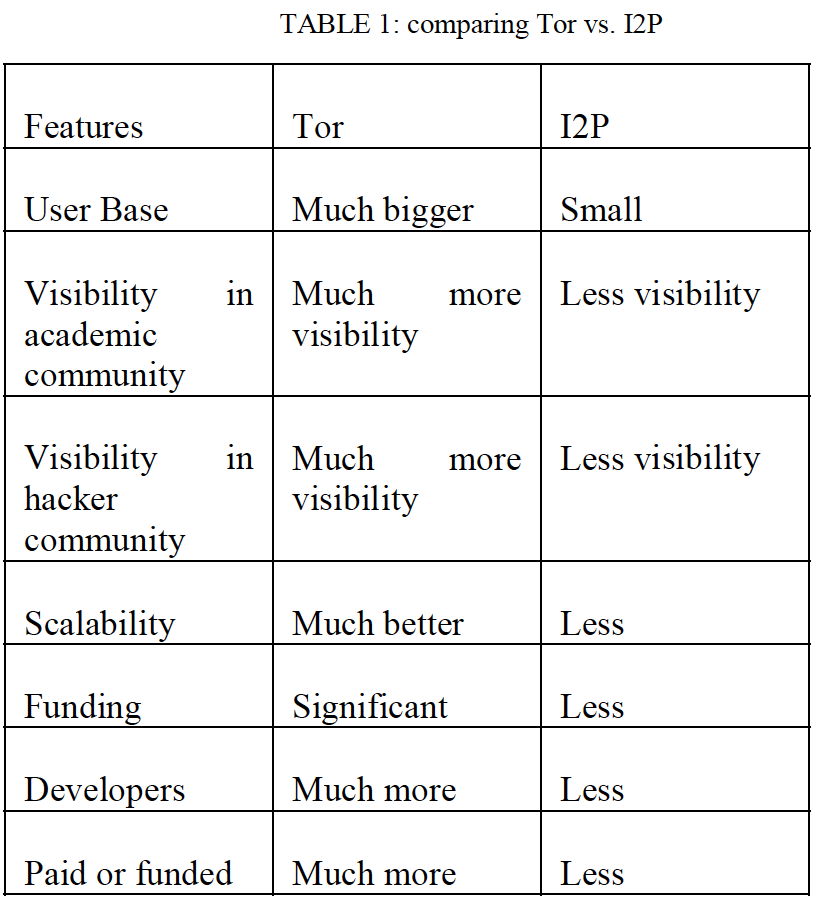 TABLE 1: comparing Tor vs. I2P
Features Tor I2P
User Base Much bigger Small
Visibility in Much more Less visibility
academic visibility
community
Visibility in Much more Less visibility
hacker visibility
community
Scalability Much better Less
Funding Significant Less
Developers Much more Less
Paid or funded Much more Less